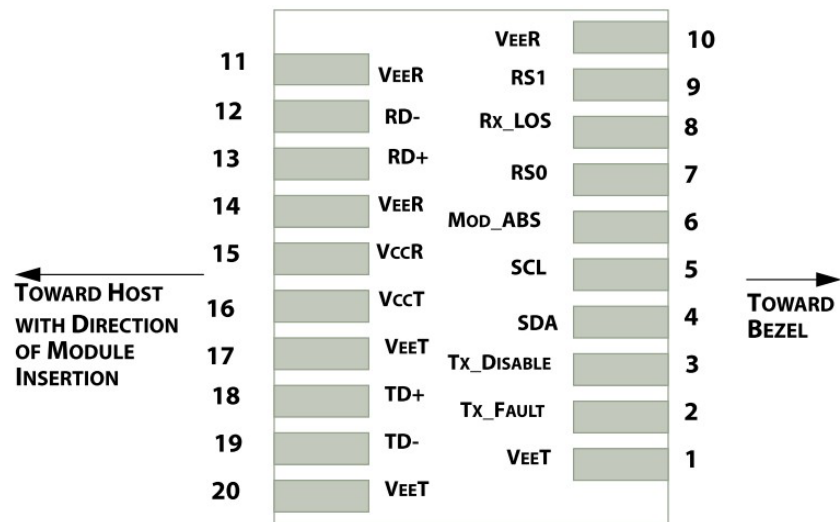 11 VEER
12 RD-
13 RD+
14 VEER
15 VCCR
16 VCCT
17 VEET
18 TD+
19 TD-
20 VEET
VEER 10
RS1 9
RX_LOS 8
RS0 7
MOD_ABS 6
SCL 5
SDA 4
TX_DISABLE 3
TX_FAULT 2
VEET 1
TOWARD HOST
WITH DIRECTION
OF MODULE
INSERTION
TOWARD
BEZEL